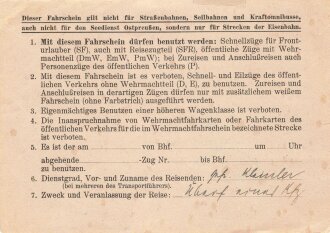 Dieser Fahrschein gilt nicht für Straßenbahnen, Seilbahnen und Kraftomnibusse,
auch nicht für den Seedienst Ostpreußen, sondern nur für Strecken der Eisenbahn.
1. Mit diesem Fahrschein dürfen benutzt werden: Schnellzüge für Front-
urlauber (SF), auch mit Reisezugteil (SFR), öffentliche Züge mit Wehr-
machtteil (DmW, EmW, PmW); bei Zureisen und Anschlußreisen auch
Personenzüge des öffentlichen Verkehrs (P).
2. Mit diesem Fahrschein ist es verboten, Schnell- und Eilzüge des öffent-
lichen Verkehrs ohne Wehrmachtteil (D, E), zu benutzen. Zureisen und
Anschlußreisen in derartigen Zügen dürfen nur mit zusätzlichem weißem
Fahrschein (ohne Farbstrich) ausgeführt werden.
3. Eigenmächtiges Benutzen einer höheren Wagenklasse ist verboten.
4. Die Inanspruchnahme von Wehrmachtfahrkarten oder Fahrkarten des
öffentlichen Verkehrs für die im Wehrmachtfahrschein bezeichnete Strecke
ist verboten.
5. Es ist der am von Bhf. um Uhr
abgehende -Zug Nr. bis Bhf.
zu benutzen.
6. Dienstgrad, Vor- und Zuname des Reisenden:
(bei mehreren des Transportführers)
7. Zweck und Veranlassung der Reise: